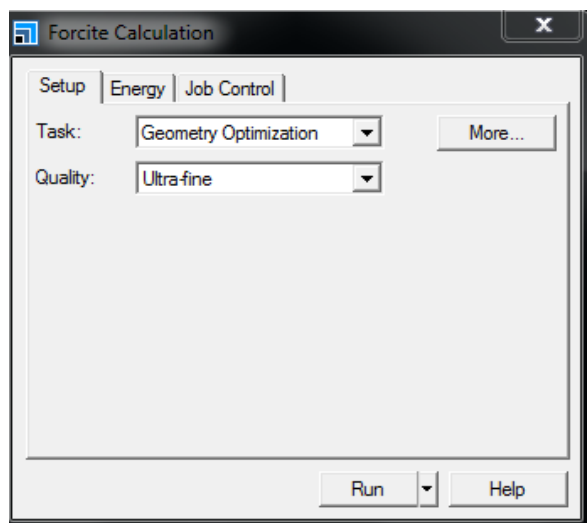 Forcite Calculation
Setup Energy Job Control
Task: Geometry Optimization More...
Quality: Ultra-fine
Run Help